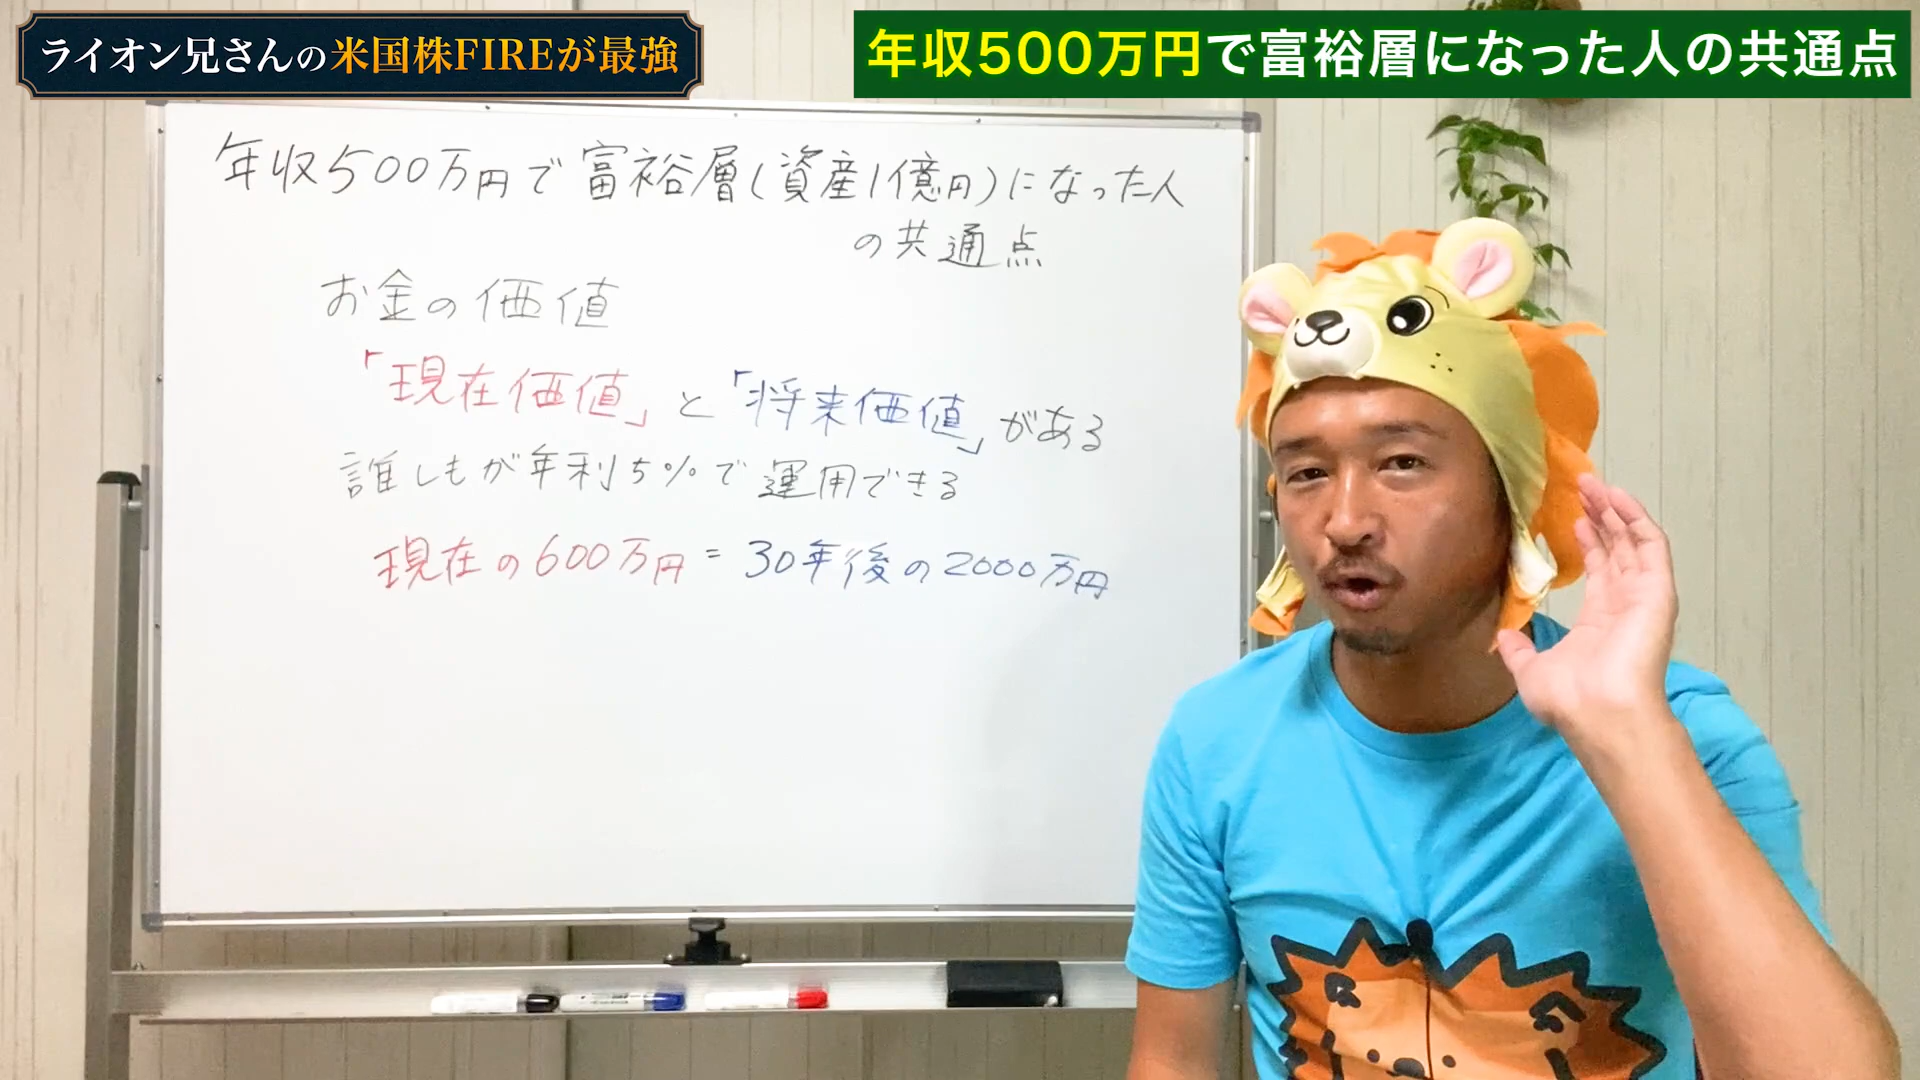 ライオン兄さんの米国株FIREが最強
年収500万円で富裕層になった人の共通点
年収500万円で富裕層(資産1億円)になった人
の共通点
お金の価値
「現在価値」と「将来価値」がある
誰しもが年利5%で運用できる
現在の600万円=30年後の2000万円